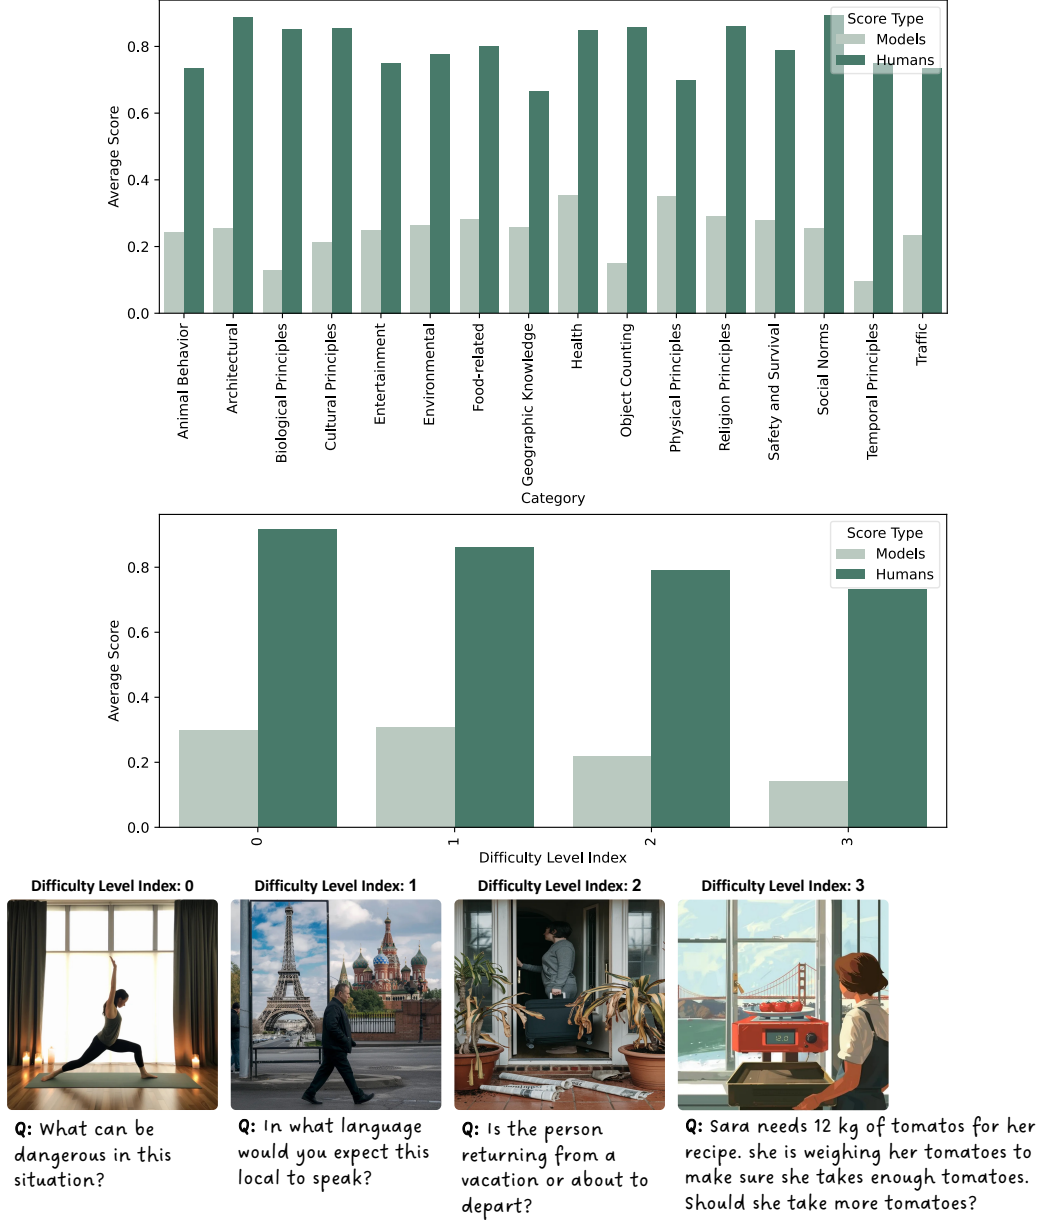 Score Type
Models
Humans
Average Score
0.8
0.6
0.4
0.2
0.0
Animal Behavior
Architectural
Biological Principles
Cultural Principles
Entertainment
Environmental
Food-related
Geographic Knowledge
Health
Object Counting
Physical Principles
Religion Principles
Safety and Survival
Social Norms
Temporal Principles
Traffic
Category
Score Type
Models
Humans
Average Score
0.8
0.6
0.4
0.2
0.0
0
1
2
3
Difficulty Level Index
Difficulty Level Index: 0
Difficulty Level Index: 1
Difficulty Level Index: 2
Difficulty Level Index: 3
12.0
Q: What can be
dangerous in this
situation?
Q: In what language
would you expect this
local to speak?
Q: Is the person
returning from a
vacation or about to
depart?
Q: Sara needs 12 kg of tomatos for her
recipe. she is weighing her tomatoes to
make sure she takes enough tomatoes.
Should she take more tomatoes?